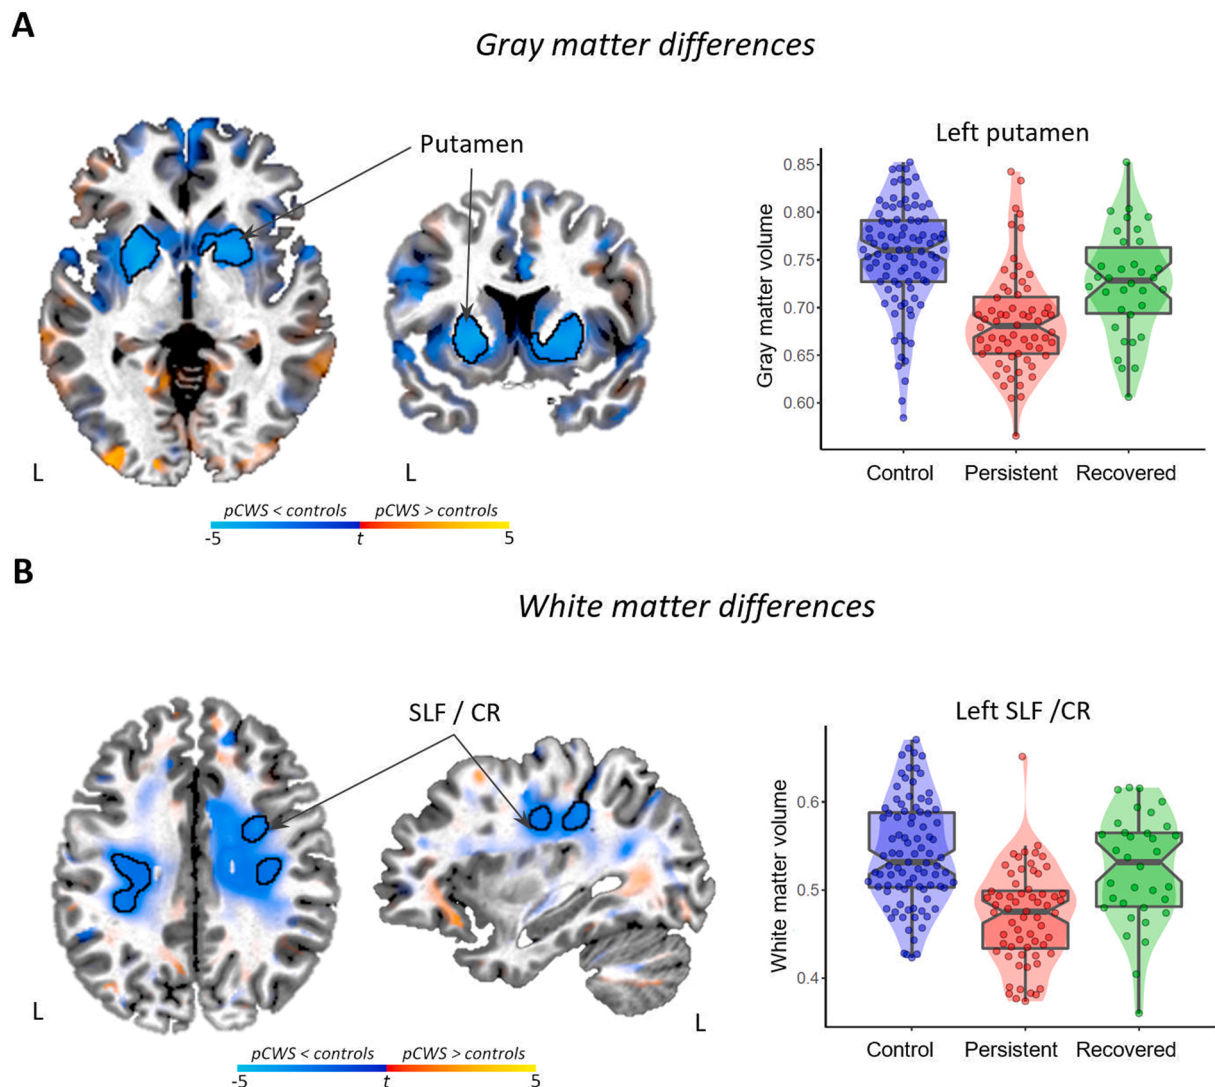 A
Gray matter differences
Putamen
L
L
pCWS < controls pCWS > controls
-5 t 5
Left putamen
Gray matter volume
0.85
0.80
0.75
0.70
0.65
0.60
Control Persistent Recovered
B
White matter differences
SLF / CR
L
L
pCWS < controls pCWS > controls
-5 t 5
Left SLF /CR
White matter volume
0.6
0.5
0.4
Control Persistent Recovered